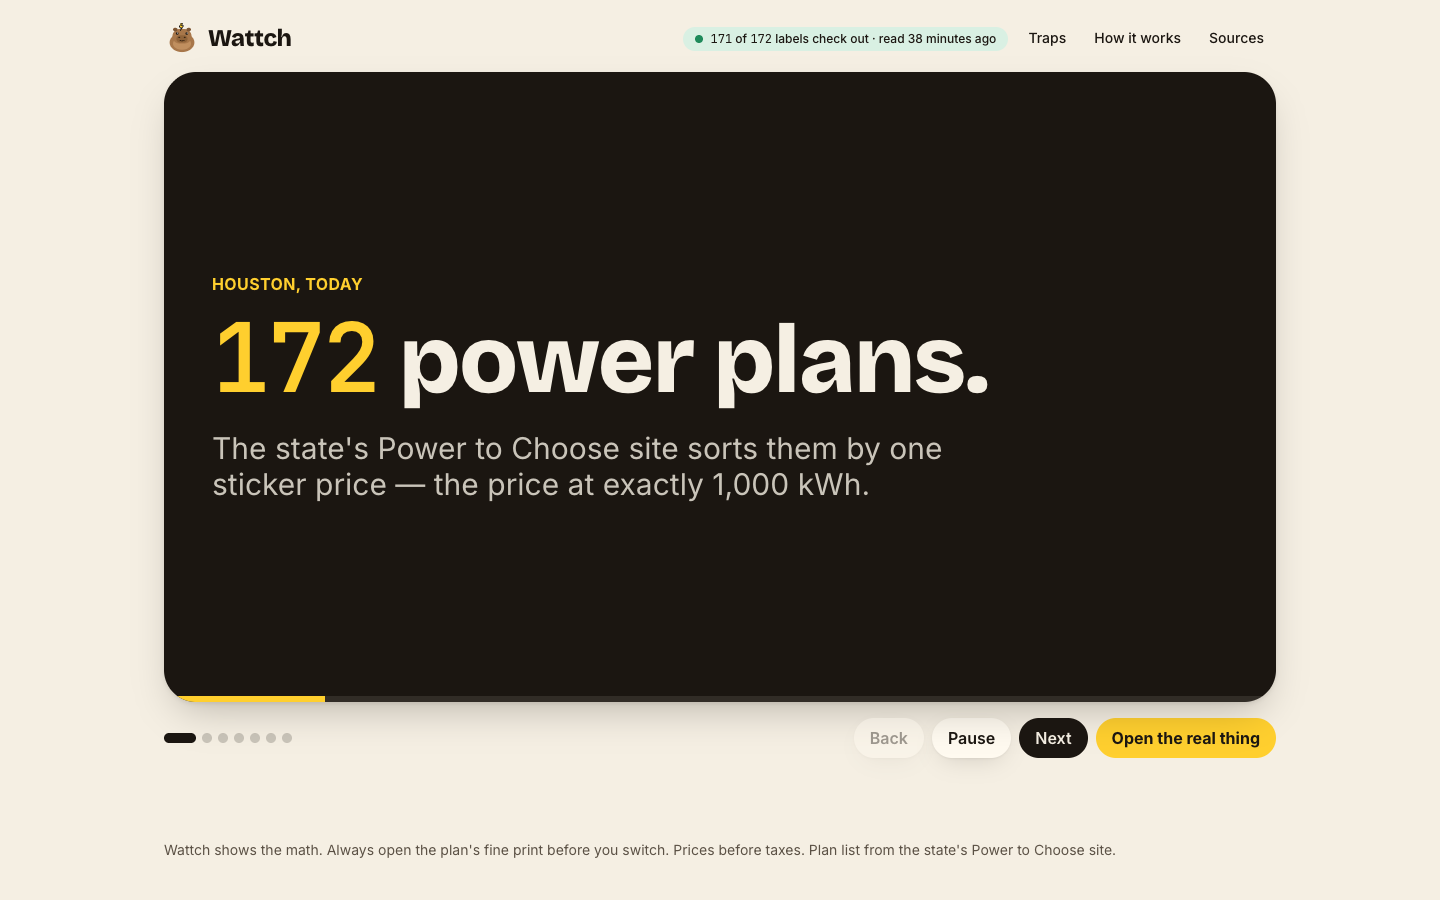 Wattch
171 of 172 labels check out · read 38 minutes ago
Traps
How it works
Sources
HOUSTON, TODAY
172 power plans.
The state's Power to Choose site sorts them by one
sticker price — the price at exactly 1,000 kWh.
Back
Pause
Next
Open the real thing
Wattch shows the math. Always open the plan's fine print before you switch. Prices before taxes. Plan list from the state's Power to Choose site.